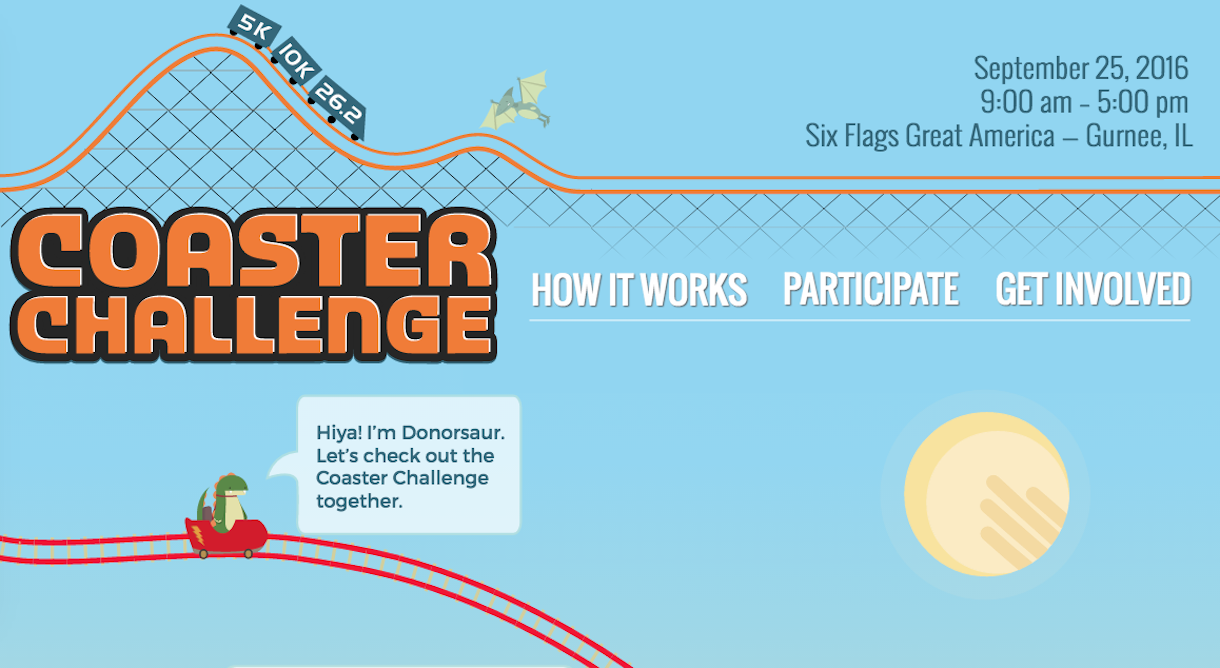 5K
10K
26.2
September 25, 2016
9:00 am - 5:00 pm
Six Flags Great America – Gurnee, IL
COASTER
CHALLENGE
HOW IT WORKS
PARTICIPATE
GET INVOLVED
Hiya! I'm Donorsaur.
Let's check out the
Coaster Challenge
together.